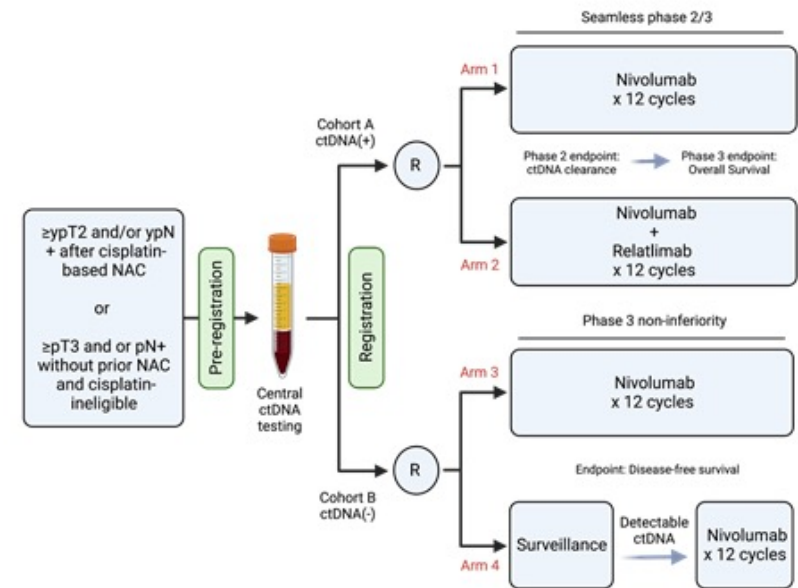 ≥ypT2 and/or ypN
+ after cisplatin-
based NAC
or
≥pT3 and or pN+
without prior NAC
and cisplatin-
ineligible
Pre-registration
Central
ctDNA
testing
Registration
Cohort A
ctDNA(+)
R
Cohort B
ctDNA(-)
R
Seamless phase 2/3
Arm 1
Nivolumab
x 12 cycles
Phase 2 endpoint:
ctDNA clearance
Phase 3 endpoint:
Overall Survival
Arm 2
Nivolumab
+
Relatlimab
x 12 cycles
Phase 3 non-inferiority
Arm 3
Nivolumab
x 12 cycles
Endpoint: Disease-free survival
Arm 4
Surveillance
Detectable
ctDNA
Nivolumab
x 12 cycles